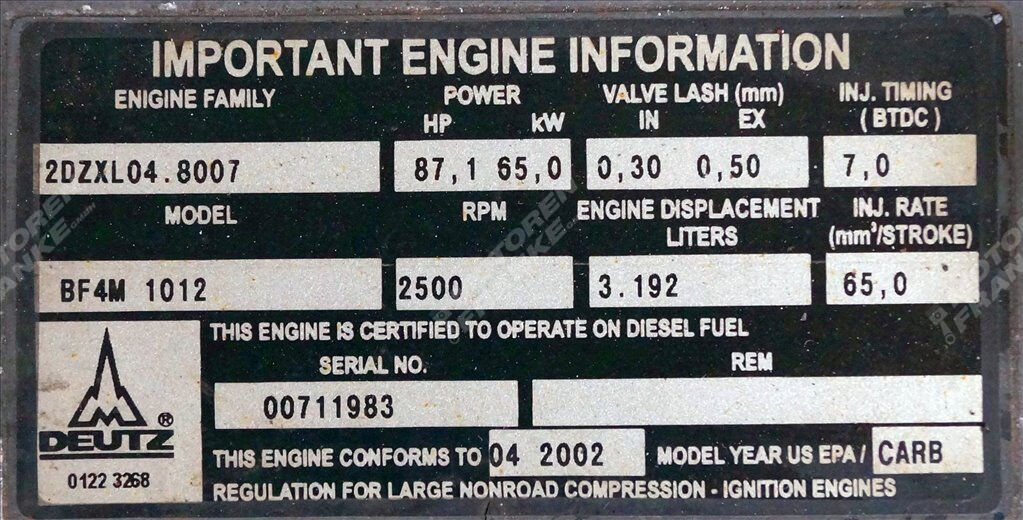 IMPORTANT ENGINE INFORMATION
ENIGINE FAMILY POWER VALVE LASH (mm) INJ. TIMING
HP kW IN EX (BTDC)
2DZXL04.8007 87,1 65,0 0,30 0,50 7,0
MODEL RPM ENGINE DISPLACEMENT INJ. RATE
LITERS (mm³/STROKE)
BF4M 1012 2500 3.192 65,0
THIS ENGINE IS CERTIFIED TO OPERATE ON DIESEL FUEL
SERIAL NO. REM
00711983
DEUTZ ®
THIS ENGINE CONFORMS TO 04 2002 MODEL YEAR US EPA/ CARB
0122 3268
REGULATION FOR LARGE NONROAD COMPRESSION - IGNITION ENGINES
MOTOREN
FRANKE